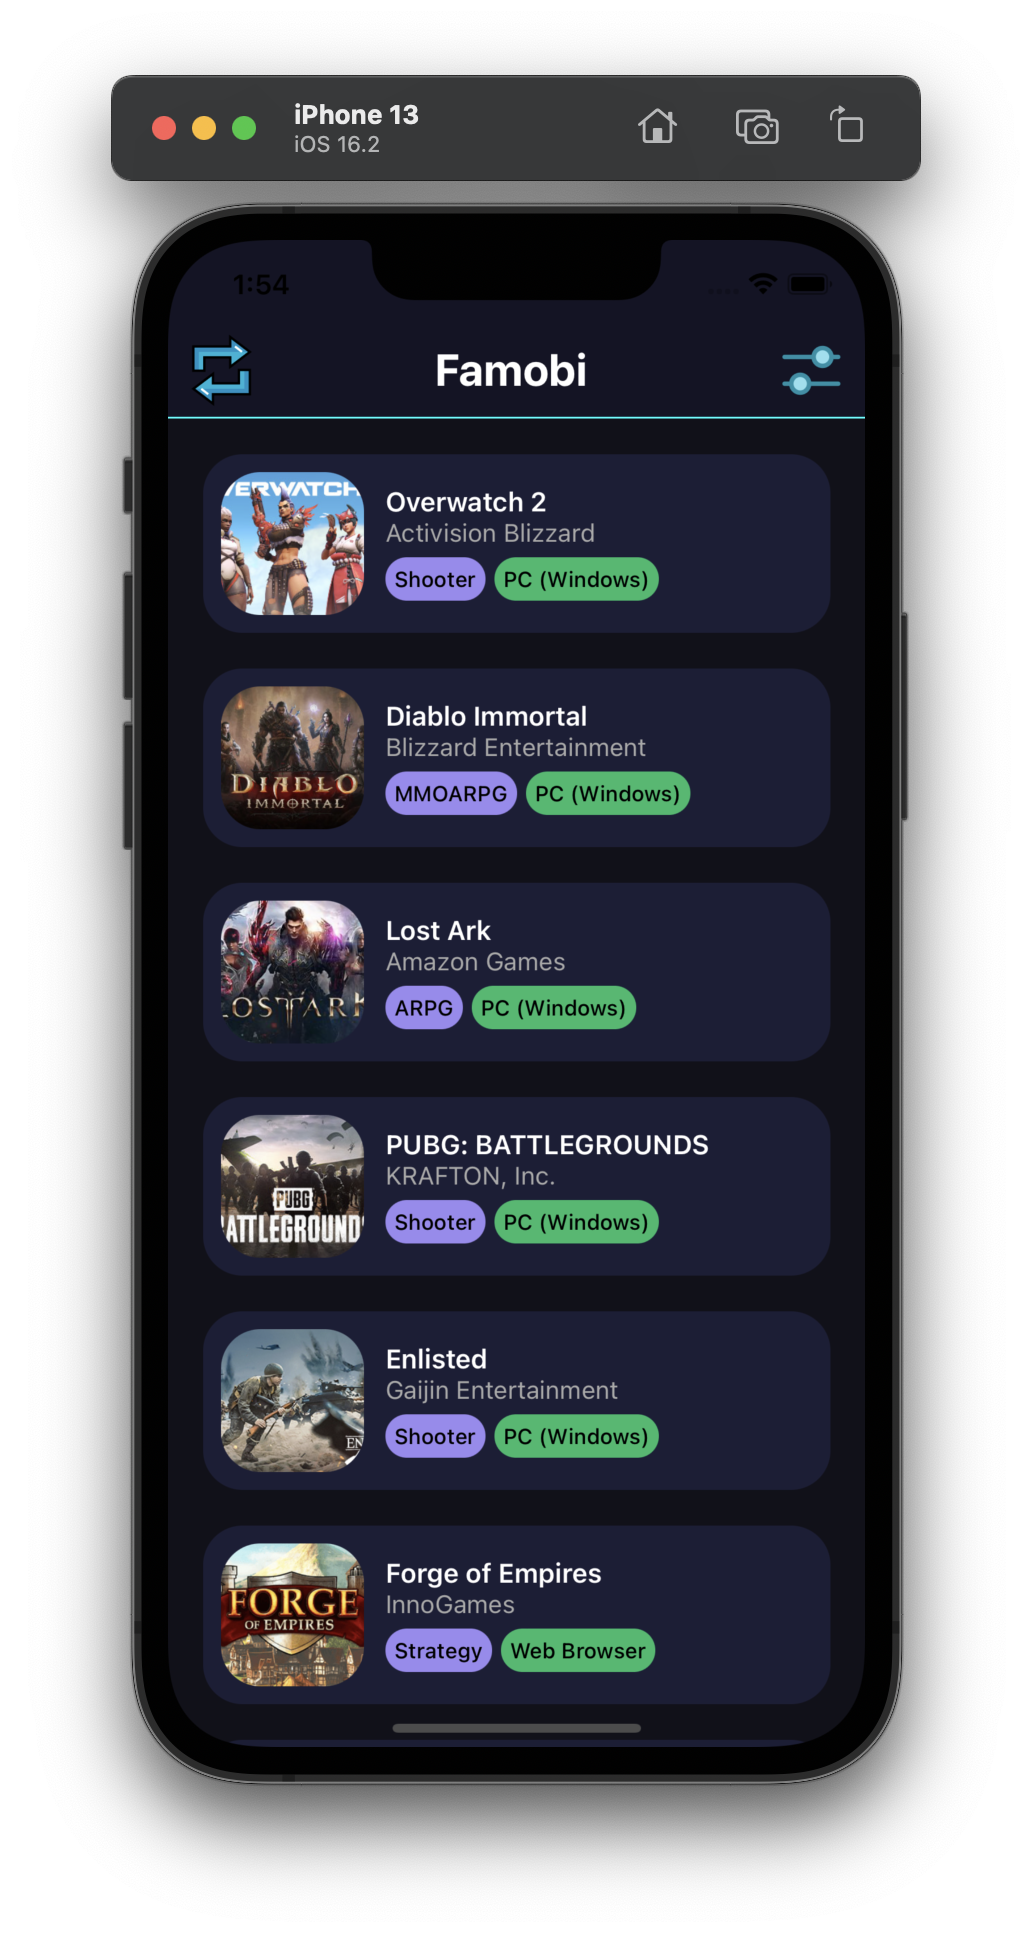 iPhone 13
iOS 16.2
1:54
Famobi
ERWATCH
Overwatch 2
Activision Blizzard
Shooter PC (Windows)
DIABLO
IMMORTAL
Diablo Immortal
Blizzard Entertainment
MMOARPG PC (Windows)
LOST ARK
Lost Ark
Amazon Games
ARPG PC (Windows)
PUBG
BATTLEGROUND
PUBG: BATTLEGROUNDS
KRAFTON, Inc.
Shooter PC (Windows)
EN
Enlisted
Gaijin Entertainment
Shooter PC (Windows)
FORGE
OF EMPIRES
Forge of Empires
InnoGames
Strategy Web Browser